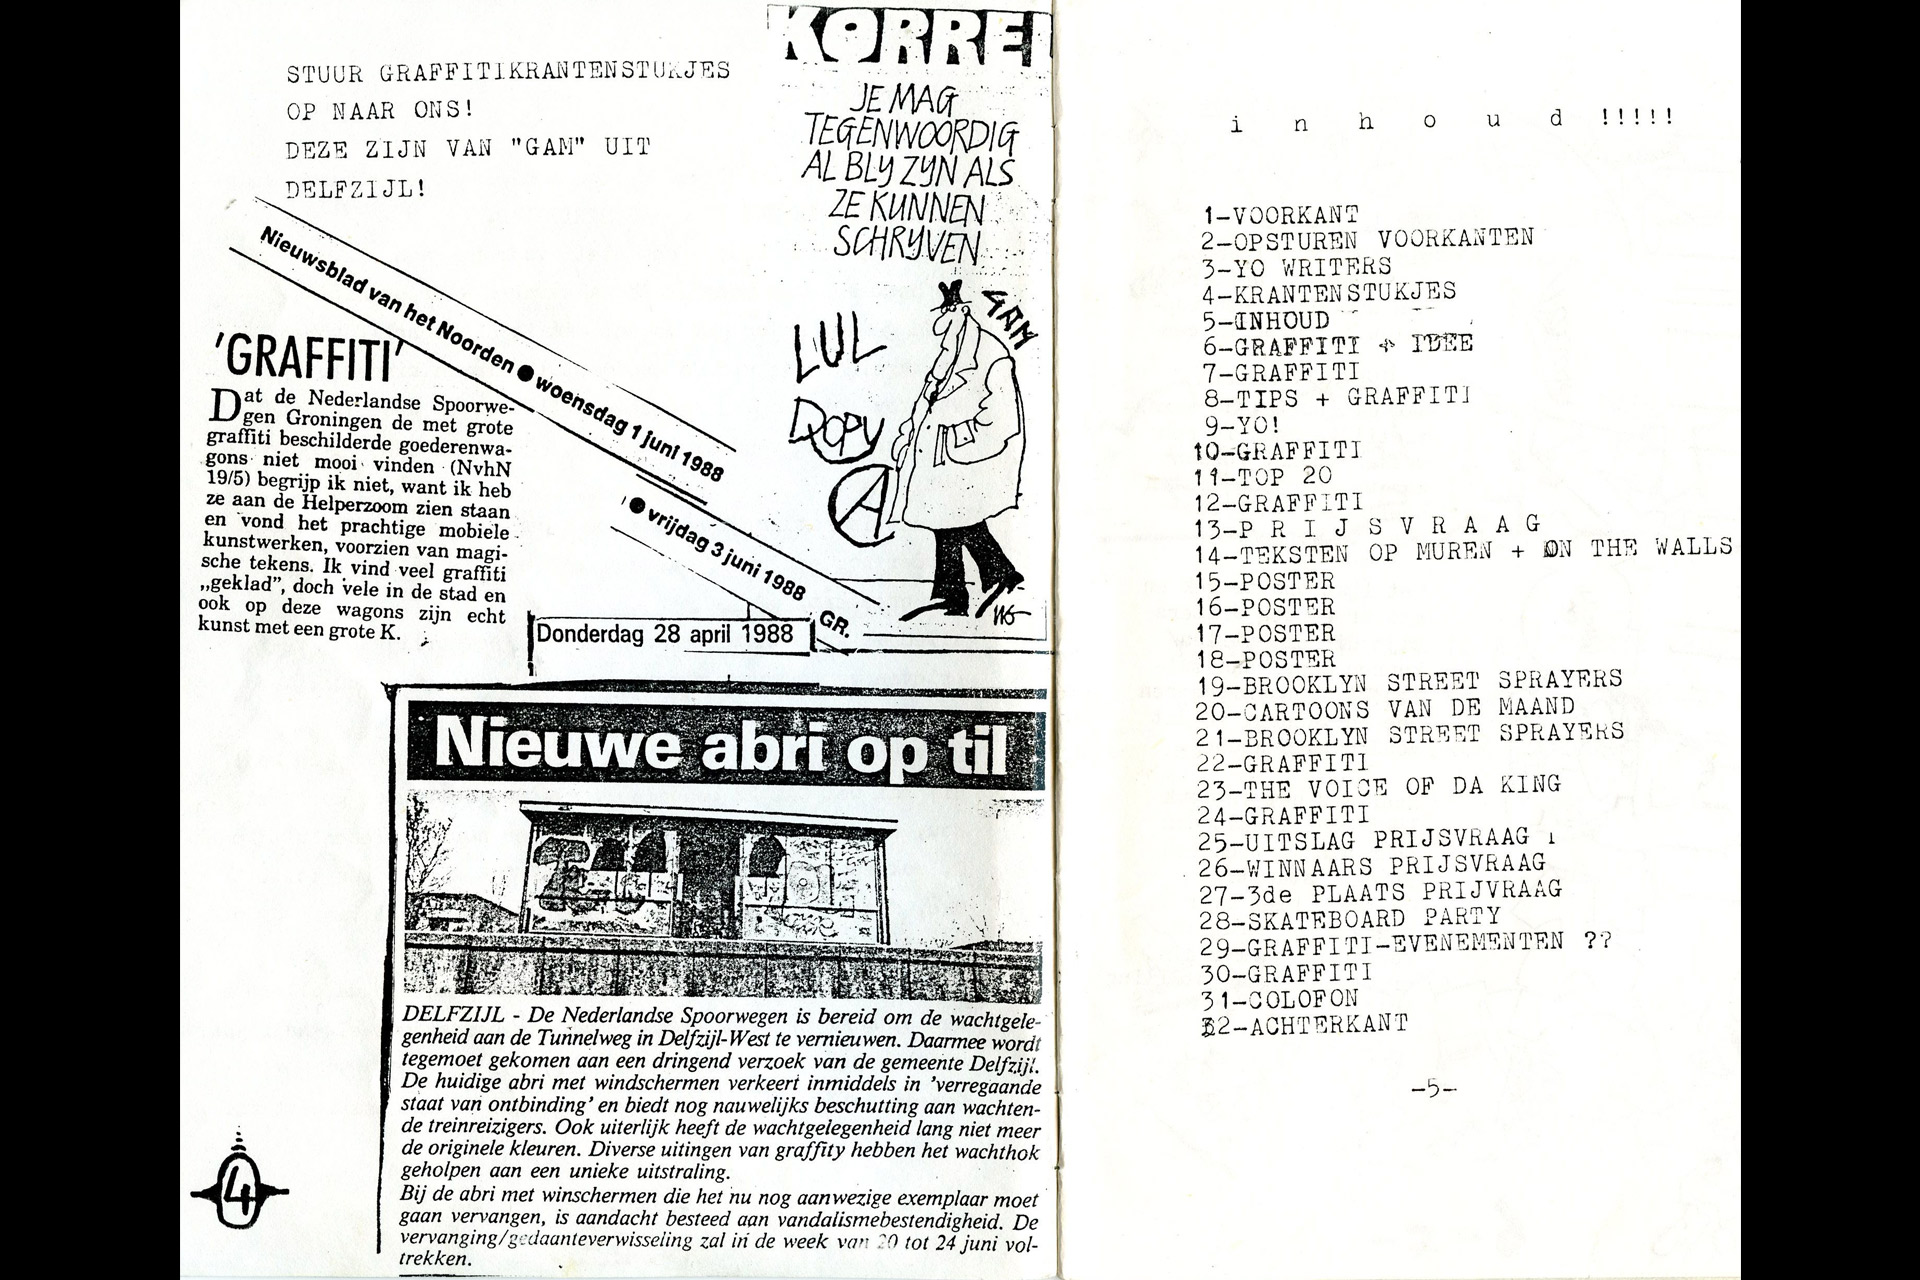 STUUR GRAFFITIKRANTENSTUKJES
OP NAAR ONS!
DEZE ZIJN VAN "GAM" UIT
DELFZIJL!
KORREL
JE MAG
TEGENWOORDIG
AL BLY ZYN ALS
ZE KUNNEN
SCHRYVEN
GAM
LUL
A
Nieuwsblad van het Noorden ● woensdag 1 juni 1988
● vrijdag 3 juni 1988
GR.
'GRAFFITI'
Dat de Nederlandse Spoorwe-
gen Groningen de met grote
graffiti beschilderde goederenwa-
gons niet mooi vinden (NvhN
19/5) begrijp ik niet, want ik heb
ze aan de Helperzoom zien staan
en vond het prachtige mobiele
kunstwerken, voorzien van magi-
sche tekens. Ik vind veel graffiti
„geklad”, doch vele in de stad en
ook op deze wagons zijn echt
kunst met een grote K.
Donderdag 28 april 1988
Nieuwe abri op til
DELFZIJL - De Nederlandse Spoorwegen is bereid om de wachtgele-
genheid aan de Tunnelweg in Delfzijl-West te vernieuwen. Daarmee wordt
tegemoet gekomen aan een dringend verzoek van de gemeente Delfzijl.
De huidige abri met windschermen verkeert inmiddels in 'verregaande
staat van ontbinding' en biedt nog nauwelijks beschutting aan wachten-
de treinreizigers. Ook uiterlijk heeft de wachtgelegenheid lang niet meer
de originele kleuren. Diverse uitingen van graffity hebben het wachthok
geholpen aan een unieke uitstraling.
Bij de abri met winschermen die het nu nog aanwezige exemplaar moet
gaan vervangen, is aandacht besteed aan vandalismebestendigheid. De
vervanging/gedaanteverwisseling zal in de week van 20 tot 24 juni vol-
trekken.
4
i n h o u d !!!!!
1-VOORKANT
2-OPSTUREN VOORKANTEN
3-YO WRITERS
4-KRANTENSTUKJES
5-INHOUD
6-GRAFFITI + IDEE
7-GRAFFITI
8-TIPS + GRAFFITI
9-YO!
10-GRAFFITI
11-TOP 20
12-GRAFFITI
13-P R I J S V R A A G
14-TEKSTEN OP MUREN + ON THE WALLS
15-POSTER
16-POSTER
17-POSTER
18-POSTER
19-BROOKLYN STREET SPRAYERS
20-CARTOONS VAN DE MAAND
21-BROOKLYN STREET SPRAYERS
22-GRAFFITI
23-THE VOICE OF DA KING
24-GRAFFITI
25-UITSLAG PRIJSVRAAG 1
26-WINNAARS PRIJSVRAAG
27-3de PLAATS PRIJVRAAG
28-SKATEBOARD PARTY
29-GRAFFITI-EVENEMENTEN ??
30-GRAFFITI
31-COLOFON
32-ACHTERKANT
-5-